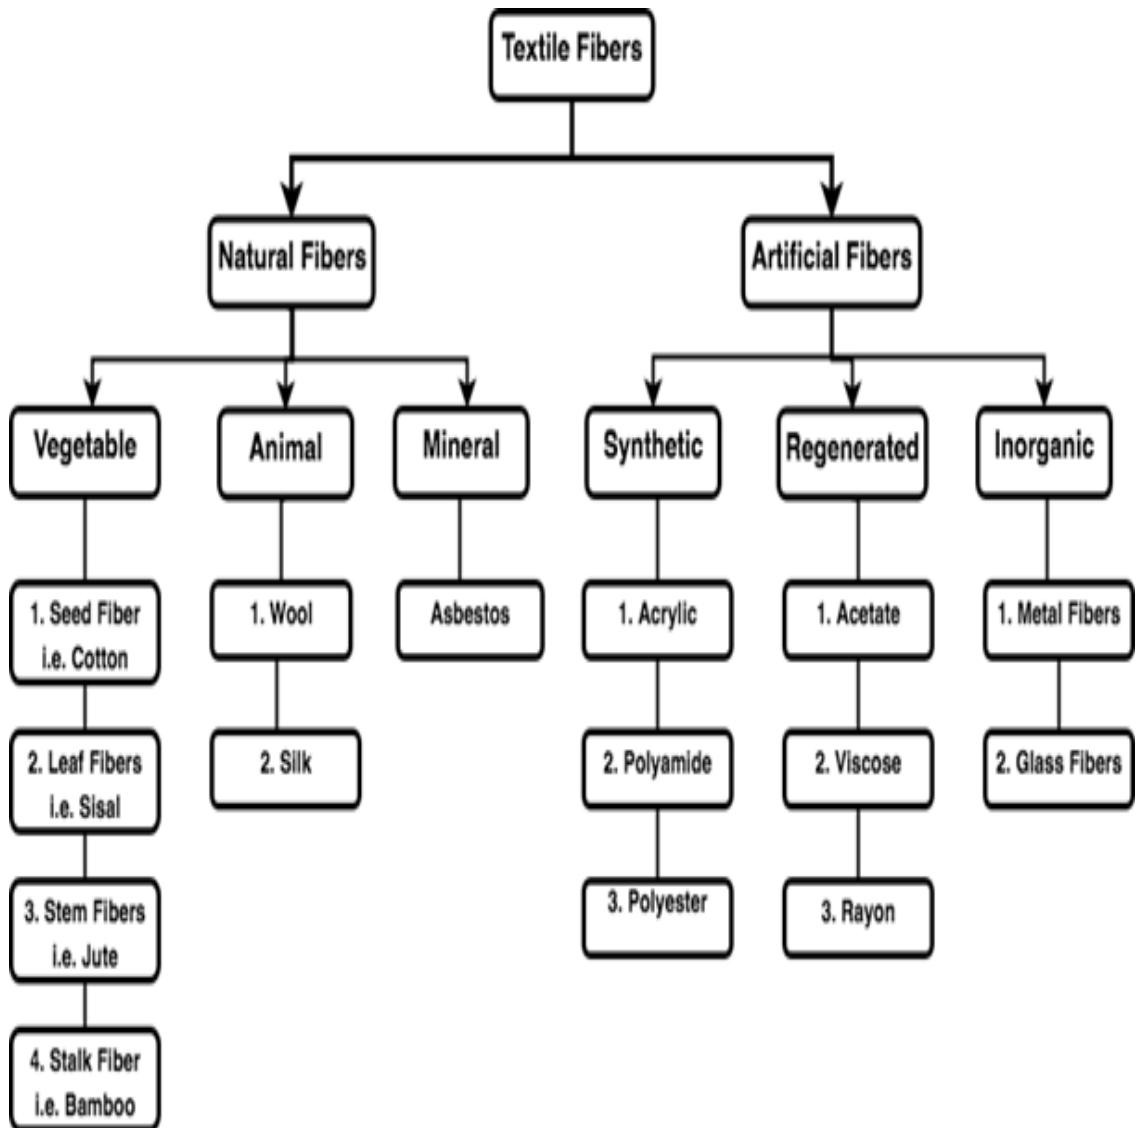 Textile Fibers
Natural Fibers
Artificial Fibers
Vegetable
Animal
Mineral
Synthetic
Regenerated
Inorganic
1. Seed Fiber
i.e. Cotton
1. Wool
Asbestos
1. Acrylic
1. Acetate
1. Metal Fibers
2. Leaf Fibers
i.e. Sisal
2. Silk
2. Polyamide
2. Viscose
2. Glass Fibers
3. Stem Fibers
i.e. Jute
3. Polyester
3. Rayon
4. Stalk Fiber
i.e. Bamboo